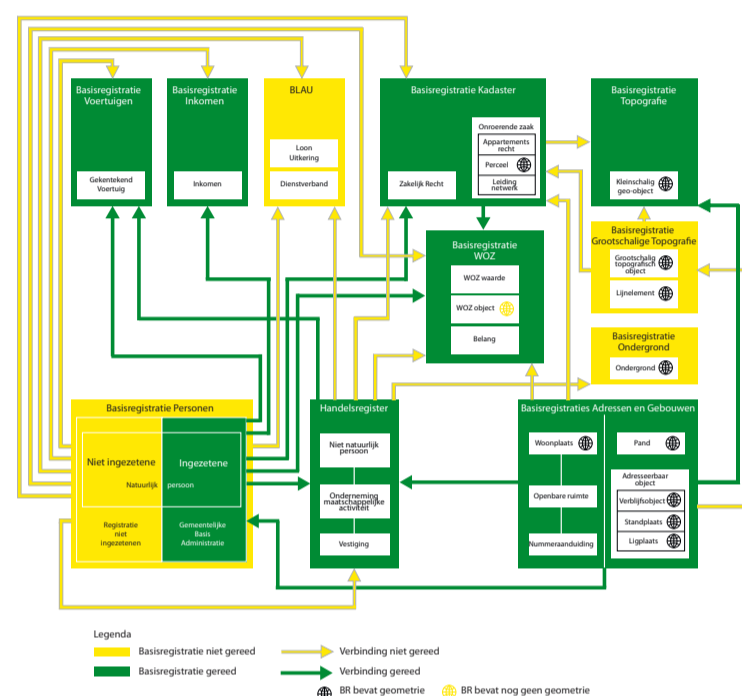 Basisregistratie
Voertuigen
Gekentekend
Voertuig
Basisregistratie
Inkomen
Inkomen
BLAU
Loon
Uitkering
Dienstverband
Basisregistratie Kadaster
Onroerende zaak
Appartements
recht
Perceel
Leiding
netwerk
Zakelijk Recht
Basisregistratie
Topografie
Kleinschalig
geo-object
Basisregistratie
WOZ
WOZ waarde
WOZ object
Belang
Basisregistratie
Grootschalige Topografie
Grootschalig
topografisch
object
Lijnelement
Basisregistratie
Ondergrond
Ondergrond
Basisregistratie Personen
Niet ingezetene
Ingezetene
Natuurlijk persoon
Registratie
niet
ingezetenen
Gemeentelijke
Basis
Administratie
Handelsregister
Niet natuurlijk
persoon
Onderneming
maatschappelijke
activiteit
Vestiging
Basisregistraties Adressen en Gebouwen
Woonplaats
Openbare ruimte
Nummeraanduiding
Pand
Adresseerbaar
object
Verblijfsobject
Standplaats
Ligplaats
Legenda
Basisregistratie niet gereed
Verbinding niet gereed
Basisregistratie gereed
Verbinding gereed
BR bevat geometrie
BR bevat nog geen geometrie